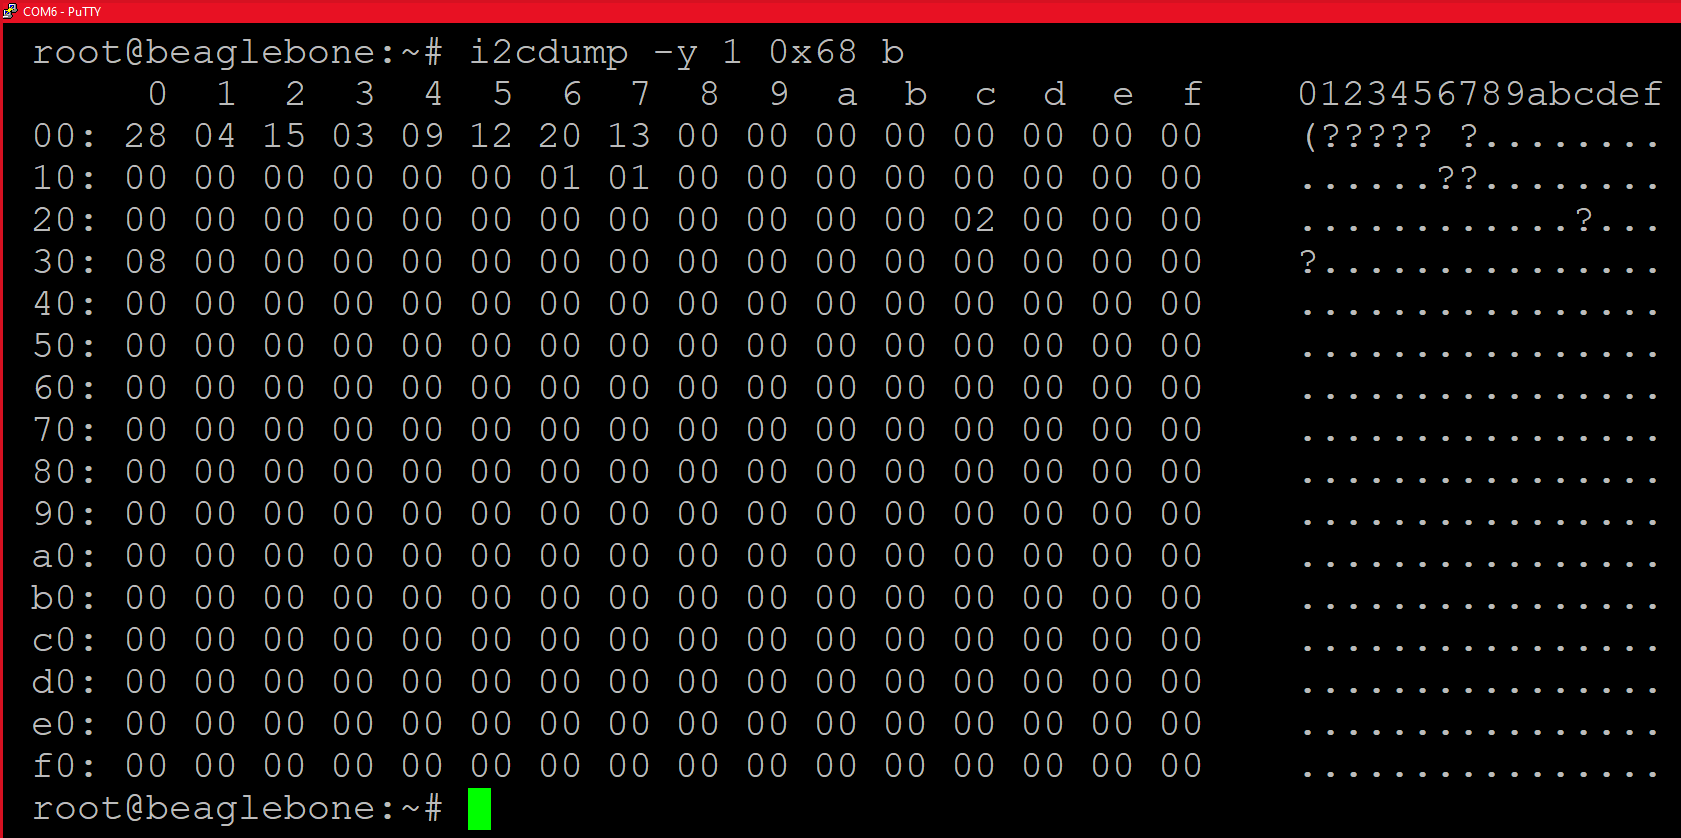 COM6 - PuTTY
root@beaglebone:~# i2cdump -y 1 0x68 b
     0  1  2  3  4  5  6  7  8  9  a  b  c  d  e  f    0123456789abcdef
00: 28 04 15 03 09 12 20 13 00 00 00 00 00 00 00 00    (????? ?........
10: 00 00 00 00 00 00 01 01 00 00 00 00 00 00 00 00    ......??........
20: 00 00 00 00 00 00 00 00 00 00 00 00 02 00 00 00    ............?...
30: 08 00 00 00 00 00 00 00 00 00 00 00 00 00 00 00    ?...............
40: 00 00 00 00 00 00 00 00 00 00 00 00 00 00 00 00    ................
50: 00 00 00 00 00 00 00 00 00 00 00 00 00 00 00 00    ................
60: 00 00 00 00 00 00 00 00 00 00 00 00 00 00 00 00    ................
70: 00 00 00 00 00 00 00 00 00 00 00 00 00 00 00 00    ................
80: 00 00 00 00 00 00 00 00 00 00 00 00 00 00 00 00    ................
90: 00 00 00 00 00 00 00 00 00 00 00 00 00 00 00 00    ................
a0: 00 00 00 00 00 00 00 00 00 00 00 00 00 00 00 00    ................
b0: 00 00 00 00 00 00 00 00 00 00 00 00 00 00 00 00    ................
c0: 00 00 00 00 00 00 00 00 00 00 00 00 00 00 00 00    ................
d0: 00 00 00 00 00 00 00 00 00 00 00 00 00 00 00 00    ................
e0: 00 00 00 00 00 00 00 00 00 00 00 00 00 00 00 00    ................
f0: 00 00 00 00 00 00 00 00 00 00 00 00 00 00 00 00    ................
root@beaglebone:~#